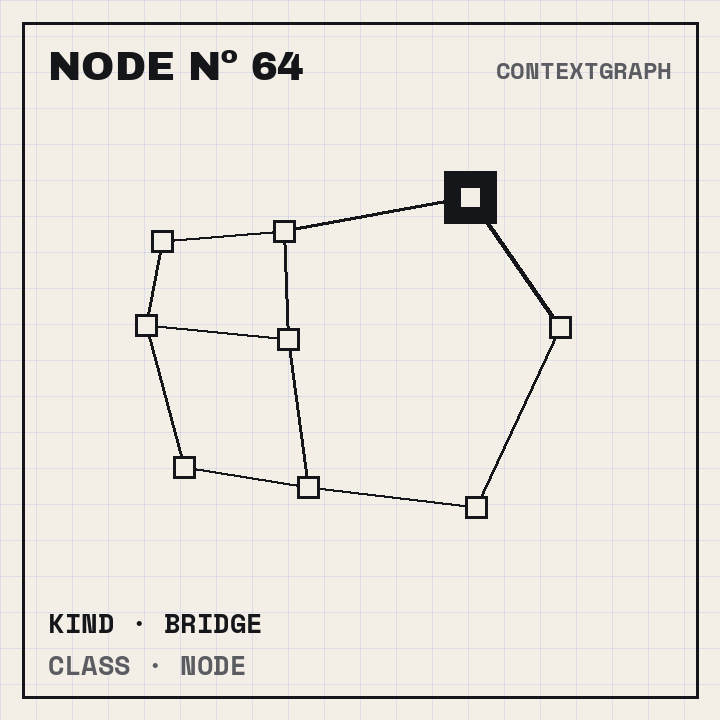 NODE Nº 64
CONTEXTGRAPH
KIND · BRIDGE
CLASS · NODE